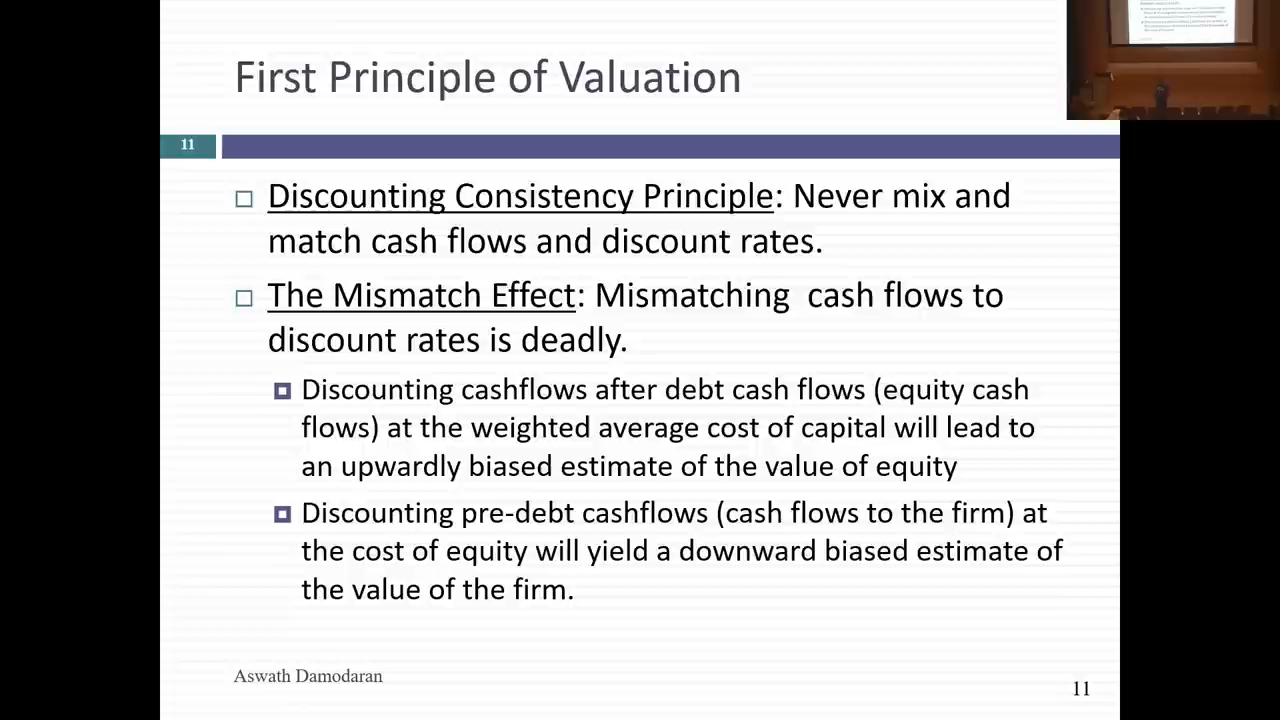 First Principle of Valuation
11
Discounting Consistency Principle: Never mix and
match cash flows and discount rates.
The Mismatch Effect: Mismatching  cash flows to
discount rates is deadly.
Discounting cashflows after debt cash flows (equity cash
flows) at the weighted average cost of capital will lead to
an upwardly biased estimate of the value of equity
Discounting pre-debt cashflows (cash flows to the firm) at
the cost of equity will yield a downward biased estimate of
the value of the firm.
Aswath Damodaran
11